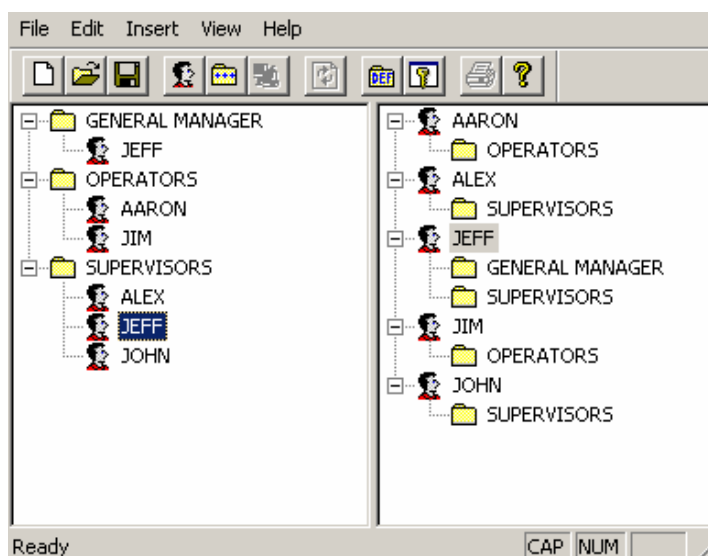 File Edit Insert View Help
DEF
GENERAL MANAGER
JEFF
OPERATORS
AARON
JIM
SUPERVISORS
ALEX
JEFF
JOHN
AARON
OPERATORS
ALEX
SUPERVISORS
JEFF
GENERAL MANAGER
SUPERVISORS
JIM
OPERATORS
JOHN
SUPERVISORS
Ready CAP NUM